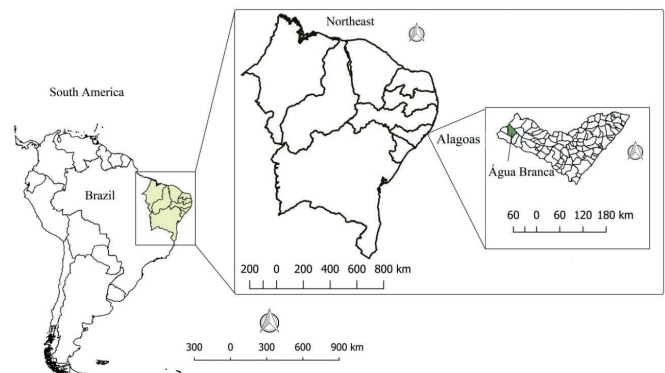 Northeast
South America
Brazil
Alagoas
Água Branca
60 0 60 120 180 km
200 0 200 400 600 800 km
300 0 300 600 900 km